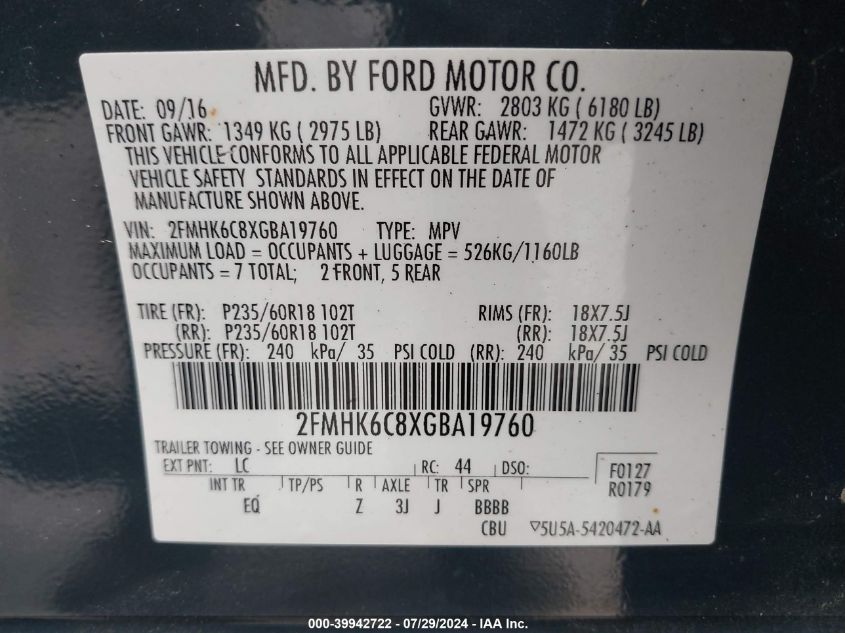 MFD. BY FORD MOTOR CO.
DATE: 09/16 GVWR: 2803 KG ( 6180 LB)
FRONT GAWR: 1349 KG ( 2975 LB) REAR GAWR: 1472 KG ( 3245 LB)
THIS VEHICLE CONFORMS TO ALL APPLICABLE FEDERAL MOTOR
VEHICLE SAFETY STANDARDS IN EFFECT ON THE DATE OF
MANUFACTURE SHOWN ABOVE.
VIN: 2FMHK6C8XGBA19760 TYPE: MPV
MAXIMUM LOAD = OCCUPANTS + LUGGAGE = 526KG/1160LB
OCCUPANTS = 7 TOTAL; 2 FRONT, 5 REAR
TIRE (FR): P235/60R18 102T RIMS (FR): 18X7.5J
(RR): P235/60R18 102T (RR): 18X7.5J
PRESSURE (FR): 240 kPa/ 35 PSI COLD (RR): 240 kPa/ 35 PSI COLD
2FMHK6C8XGBA19760
TRAILER TOWING - SEE OWNER GUIDE
EXT PNT: LC RC: 44 DSO: F0127
INT TR TP/PS R AXLE TR SPR R0179
EQ Z 3J J BBBB
CBU ▽5U5A-5420472-AA
000-39942722 - 07/29/2024 - IAA Inc.